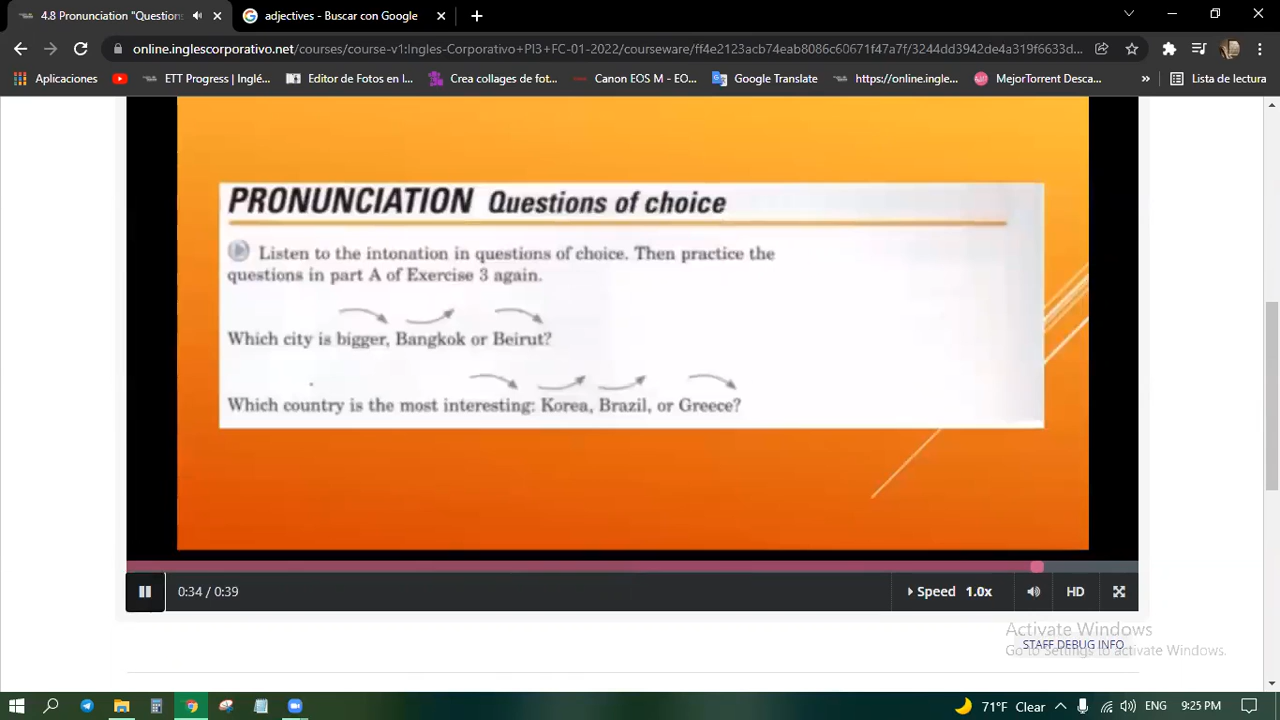 4.8 Pronunciation "Question
adjectives - Buscar con Google
online.inglescorporativo.net/courses/course-v1:Ingles-Corporativo+PI3+FC-01-2022/courseware/ff4e2123acb74eab8086c60671f47a7f/3244dd3942de4a319f6633d...
Aplicaciones ETT Progress | Inglé... Editor de Fotos en l... Crea collages de fot... Canon EOS M - EO... Google Translate https://online.ingle... MejorTorrent Desca... » Lista de lectura
PRONUNCIATION Questions of choice
Listen to the intonation in questions of choice. Then practice the
questions in part A of Exercise 3 again.
Which city is bigger, Bangkok or Beirut?
Which country is the most interesting: Korea, Brazil, or Greece?
0:34 / 0:39 Speed 1.0x HD
Activate Windows
STAFF DEBUG INFO
Go to Settings to activate Windows.
71°F Clear ENG 9:25 PM